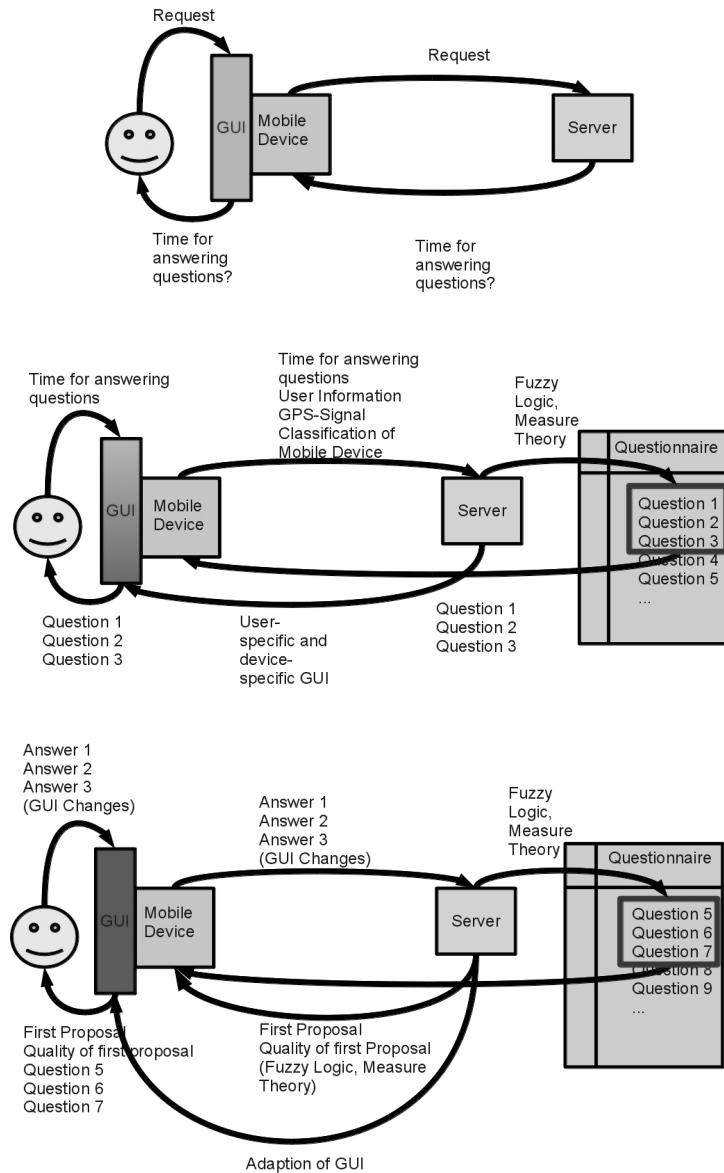 Request
Request
GUI
Mobile
Device
Server
Time for
answering
questions?
Time for
answering
questions?
Time for answering
questions
Time for answering
questions
User Information
GPS-Signal
Classification of
Mobile Device
Fuzzy
Logic,
Measure
Theory
Questionnaire
GUI
Mobile
Device
Server
Question 1
Question 2
Question 3
Question 4
Question 5
...
Question 1
Question 2
Question 3
User-
specific and
device-
specific GUI
Question 1
Question 2
Question 3
Answer 1
Answer 2
Answer 3
(GUI Changes)
Answer 1
Answer 2
Answer 3
(GUI Changes)
Fuzzy
Logic,
Measure
Theory
Questionnaire
GUI
Mobile
Device
Server
Question 5
Question 6
Question 7
Question 8
Question 9
...
First Proposal
Quality of first proposal
Question 5
Question 6
Question 7
First Proposal
Quality of first Proposal
(Fuzzy Logic, Measure
Theory)
Adaption of GUI